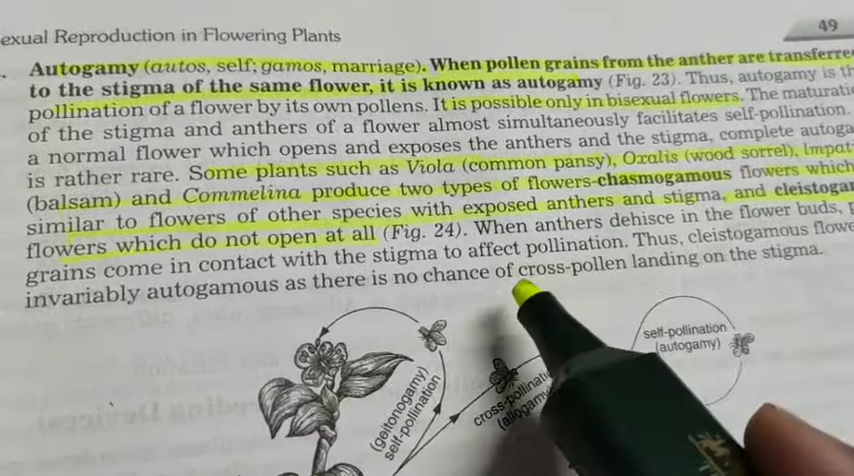 exual Reproduction in Flowering Plants
49
Autogamy (autos, self; gamos, marriage). When pollen grains from the anther are transferre
to the stigma of the same flower, it is known as autogamy (Fig. 23). Thus, autogamy is th
pollination of a flower by its own pollens. It is possible only in bisexual flowers. The maturati
of the stigma and anthers of a flower almost simultaneously facilitates self-pollination.
a normal flower which opens and exposes the anthers and the stigma, complete autoga
is rather rare. Some plants such as Viola (common pansy), Oxalis (wood sorrel), Impat
(balsam) and Commelina produce two types of flowers-chasmogamous flowers which
similar to flowers of other species with exposed anthers and stigma, and cleistogam
flowers which do not open at all (Fig. 24). When anthers dehisce in the flower buds,
grains come in contact with the stigma to affect pollination. Thus, cleistogamous flowe
invariably autogamous as there is no chance of cross-pollen landing on the stigma.
self-pollination
(autogamy)
(geitonogamy)
self-pollination
cross-pollinati
(allogamy